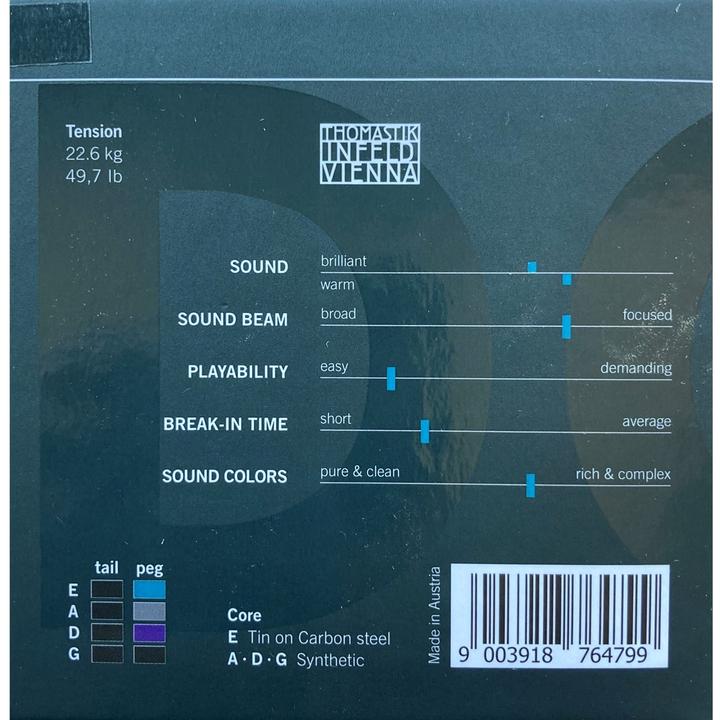 Tension
22.6 kg
49,7 lb
THOMASTIK
INFELD
VIENNA
SOUND
brilliant
warm
SOUND BEAM
broad
focused
PLAYABILITY
easy
demanding
BREAK-IN TIME
short
average
SOUND COLORS
pure & clean
rich & complex
tail peg
E
A
D
G
Core
E Tin on Carbon steel
A · D · G Synthetic
Made in Austria
9 003918 764799